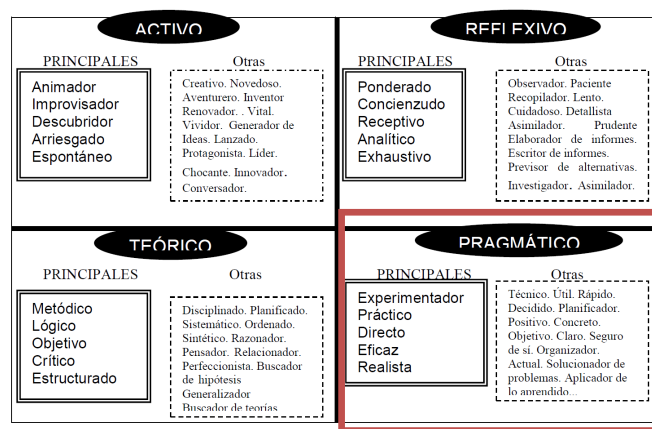 ACTIVO
PRINCIPALES
Otras
Animador
Improvisador
Descubridor
Arriesgado
Espontáneo
Creativo. Novedoso.
Aventurero. Inventor
Renovador. . Vital.
Vividor. Generador de
Ideas. Lanzado.
Protagonista. Líder.
Chocante. Innovador.
Conversador.
REFLEXIVO
PRINCIPALES
Otras
Ponderado
Concienzudo
Receptivo
Analítico
Exhaustivo
Observador. Paciente
Recopilador. Lento.
Cuidadoso. Detallista
Asimilador. Prudente
Elaborador de informes.
Escritor de informes.
Previsor de alternativas.
Investigador. Asimilador.
TEÓRICO
PRINCIPALES
Otras
Metódico
Lógico
Objetivo
Crítico
Estructurado
Disciplinado. Planificado.
Sistemático. Ordenado.
Sintético. Razonador.
Pensador. Relacionador.
Perfeccionista. Buscador
de hipótesis
Generalizador
Buscador de teorías
PRAGMÁTICO
PRINCIPALES
Otras
Experimentador
Práctico
Directo
Eficaz
Realista
Técnico. Útil. Rápido.
Decidido. Planificador.
Positivo. Concreto.
Objetivo. Claro. Seguro
de sí. Organizador.
Actual. Solucionador de
problemas. Aplicador de
lo aprendido...